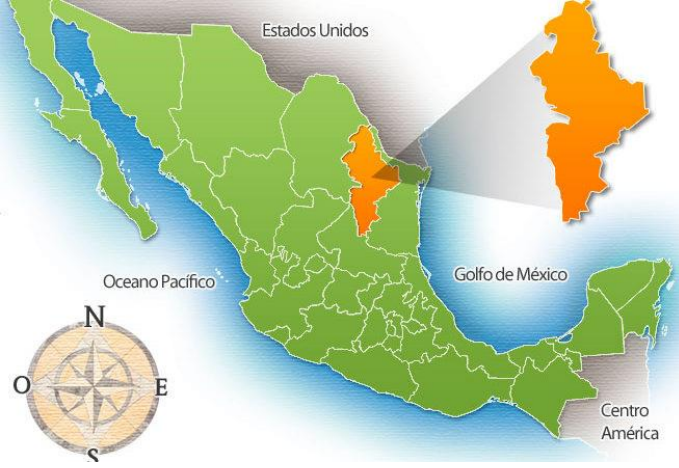 Estados Unidos
Oceano Pacífico
Golfo de México
N
O
E
S
Centro
América